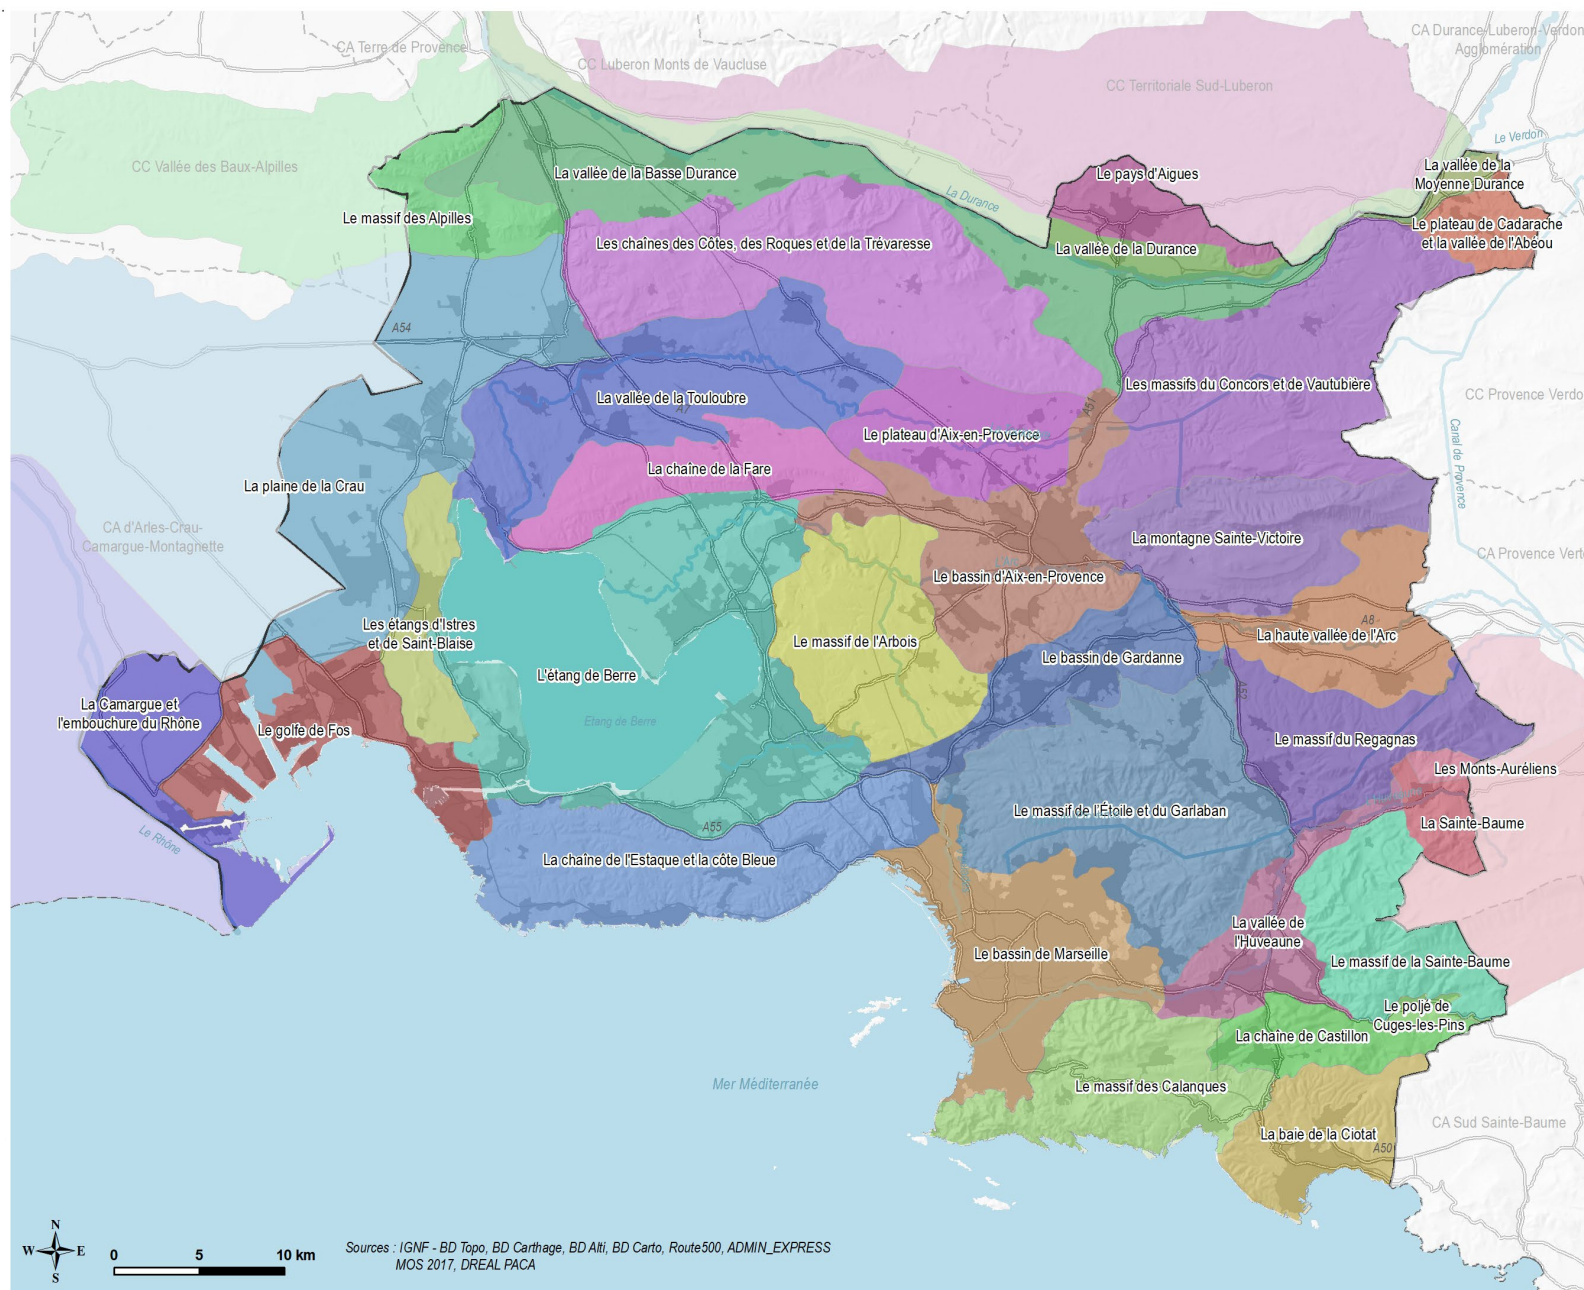 CA Terre de Provence
CA Durance-Luberon-Verdon
Agglomération
CC Luberon Monts de Vaucluse
CC Territoriale Sud-Luberon
Le Verdon
CC Vallée des Baux-Alpilles
La vallée de la Basse Durance
Le pays d'Aigues
La vallée de la
Moyenne Durance
La Durance
Le massif des Alpilles
Les chaînes des Côtes, des Roques et de la Trévaresse
La vallée de la Durance
Le plateau de Cadarache
et la vallée de l'Abéou
A54
Les massifs du Concors et de Vautubière
CC Provence Verdo
La vallée de la Touloubre
A7
A51
Le plateau d'Aix-en-Provence
Canal de Provence
La chaîne de la Fare
La plaine de la Crau
CA d'Arles-Crau-
Camargue-Montagnette
La montagne Sainte-Victoire
CA Provence Verte
Le bassin d'Aix-en-Provence
Les étangs d'Istres
et de Saint-Blaise
Le massif de l'Arbois
A8
La haute vallée de l'Arc
Le bassin de Gardanne
L'étang de Berre
A52
La Camargue et
l'embouchure du Rhône
Etang de Berre
Le golfe de Fos
Le massif du Regagnas
Les Monts-Auréliens
Le massif de l'Étoile et du Garlaban
La Sainte-Baume
A55
Le Rhône
La chaîne de l'Estaque et la côte Bleue
La vallée de
l'Huveaune
Le bassin de Marseille
Le massif de la Sainte-Baume
Le poljé de
Cuges-les-Pins
La chaîne de Castillon
Mer Méditerranée
Le massif des Calanques
CA Sud Sainte-Baume
La baie de la Ciotat
A50
N
W E
S
0 5 10 km
Sources : IGNF - BD Topo, BD Carthage, BD Alti, BD Carto, Route500, ADMIN_EXPRESS
MOS 2017, DREAL PACA